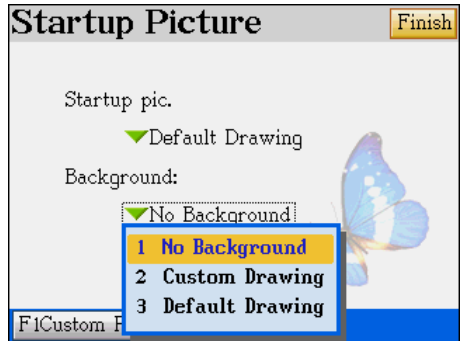 Startup Picture
Finish
Startup pic.
Default Drawing
Background:
No Background
1 No Background
2 Custom Drawing
3 Default Drawing
F1Custom